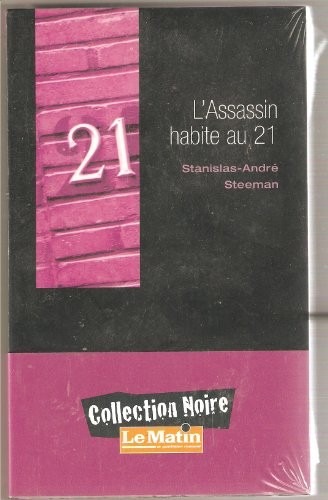 21
L'Assassin
habite au 21
Stanislas-André
Steeman
Collection Noire
Le Matin